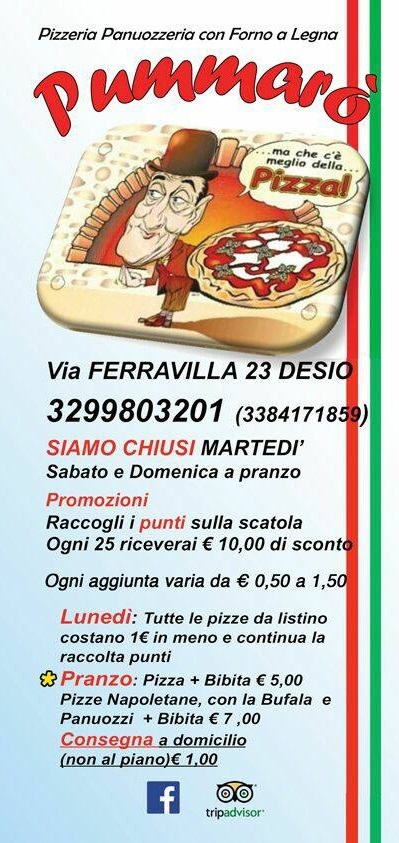 Pizzeria Panuozzeria con Forno a Legna
Pummarò
...ma che c'è
meglio della...
Pizza!
Via FERRAVILLA 23 DESIO
3299803201 (3384171859)
SIAMO CHIUSI MARTEDI'
Sabato e Domenica a pranzo
Promozioni
Raccogli i punti sulla scatola
Ogni 25 riceverai € 10,00 di sconto
Ogni aggiunta varia da € 0,50 a 1,50
Lunedì: Tutte le pizze da listino
costano 1€ in meno e continua la
raccolta punti
Pranzo: Pizza + Bibita € 5,00
Pizze Napoletane, con la Bufala e
Panuozzi + Bibita € 7 ,00
Consegna a domicilio
(non al piano)€ 1,00
f
tripadvisor